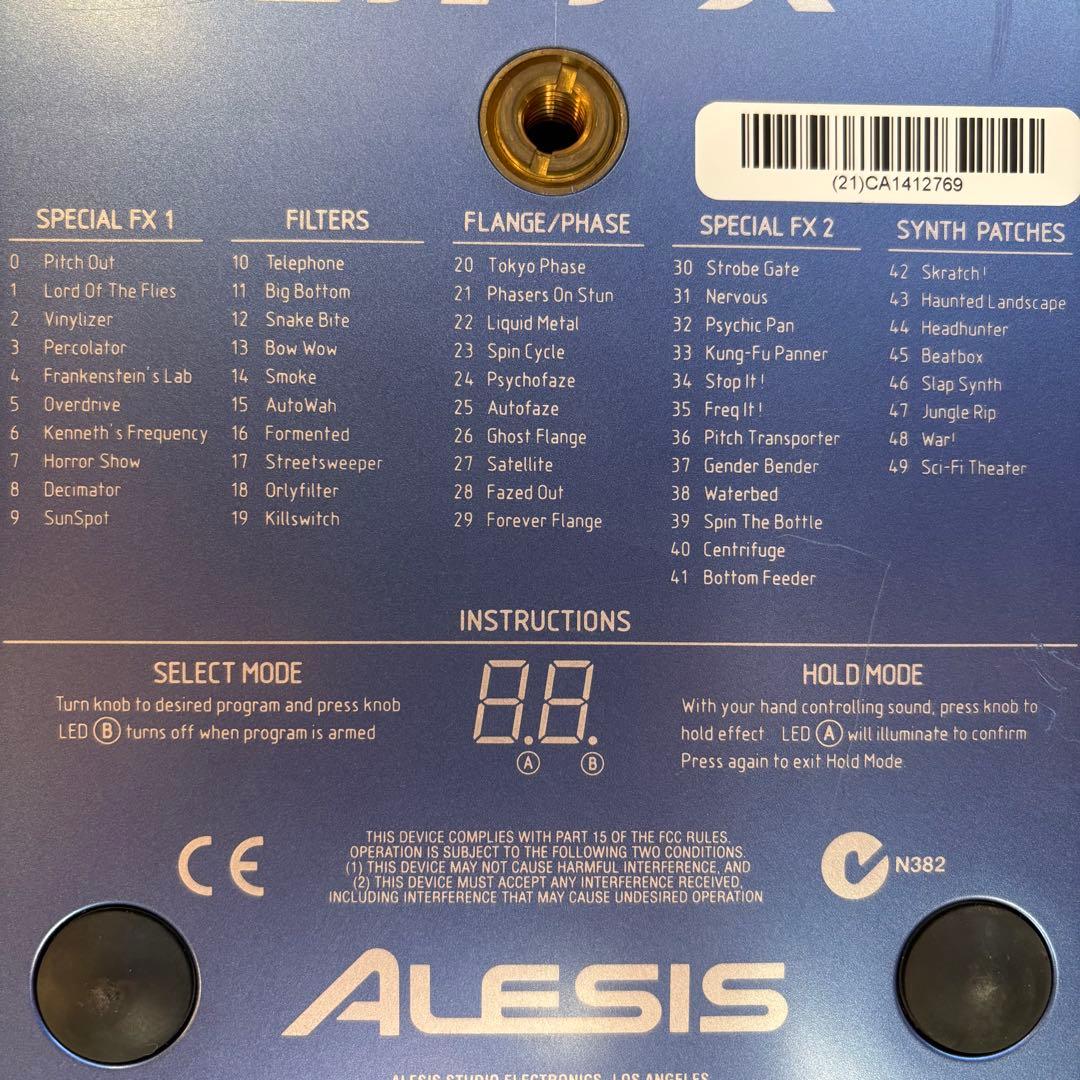 (21)CA1412769
SPECIAL FX 1
0 Pitch Out
1 Lord Of The Flies
2 Vinylizer
3 Percolator
4 Frankenstein's Lab
5 Overdrive
6 Kenneth's Frequency
7 Horror Show
8 Decimator
9 SunSpot
FILTERS
10 Telephone
11 Big Bottom
12 Snake Bite
13 Bow Wow
14 Smoke
15 AutoWah
16 Formented
17 Streetsweeper
18 Orlyfilter
19 Killswitch
FLANGE/PHASE
20 Tokyo Phase
21 Phasers On Stun
22 Liquid Metal
23 Spin Cycle
24 Psychofaze
25 Autofaze
26 Ghost Flange
27 Satellite
28 Fazed Out
29 Forever Flange
SPECIAL FX 2
30 Strobe Gate
31 Nervous
32 Psychic Pan
33 Kung-Fu Panner
34 Stop It!
35 Freq It!
36 Pitch Transporter
37 Gender Bender
38 Waterbed
39 Spin The Bottle
40 Centrifuge
41 Bottom Feeder
SYNTH PATCHES
42 Skratch!
43 Haunted Landscape
44 Headhunter
45 Beatbox
46 Slap Synth
47 Jungle Rip
48 War!
49 Sci-Fi Theater
INSTRUCTIONS
SELECT MODE
Turn knob to desired program and press knob
LED Ⓑ turns off when program is armed
8.8.
Ⓐ Ⓑ
HOLD MODE
With your hand controlling sound, press knob to
hold effect LED Ⓐ will illuminate to confirm
Press again to exit Hold Mode
CE
THIS DEVICE COMPLIES WITH PART 15 OF THE FCC RULES.
OPERATION IS SUBJECT TO THE FOLLOWING TWO CONDITIONS.
(1) THIS DEVICE MAY NOT CAUSE HARMFUL INTERFERENCE, AND
(2) THIS DEVICE MUST ACCEPT ANY INTERFERENCE RECEIVED,
INCLUDING INTERFERENCE THAT MAY CAUSE UNDESIRED OPERATION
N382
ALESIS
ALESIS STUDIO ELECTRONICS, LOS ANGELES